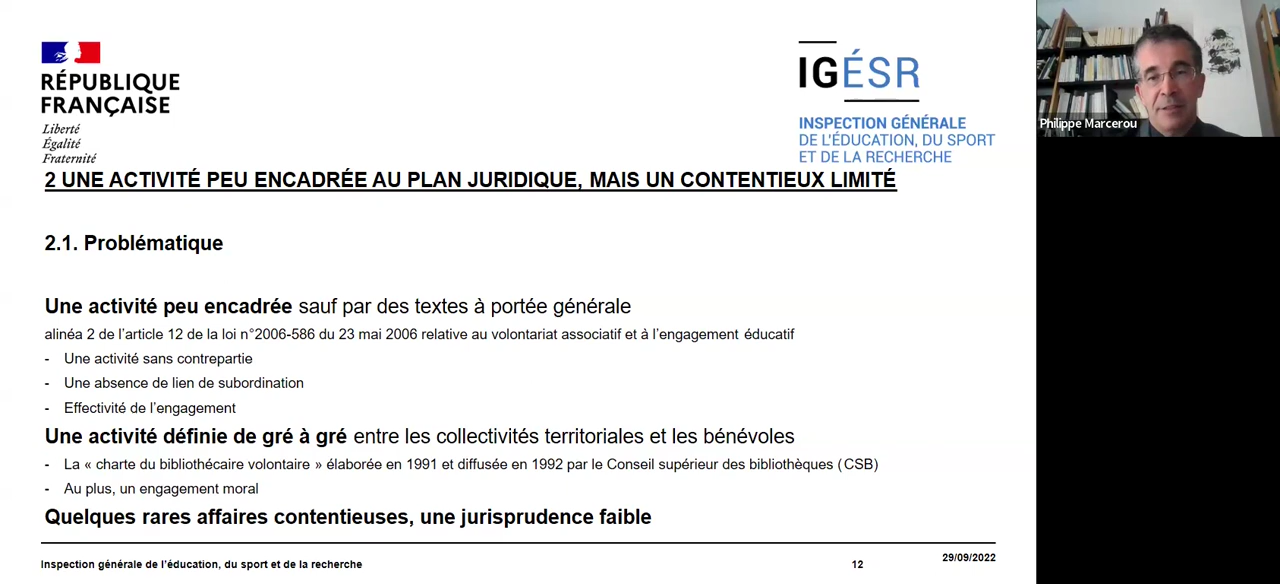 RÉPUBLIQUE
FRANÇAISE
Liberté
Égalité
Fraternité
IGÉSR
INSPECTION GÉNÉRALE
DE L'ÉDUCATION, DU SPORT
ET DE LA RECHERCHE
Philippe Marcerou
2 UNE ACTIVITÉ PEU ENCADRÉE AU PLAN JURIDIQUE, MAIS UN CONTENTIEUX LIMITÉ
2.1. Problématique
Une activité peu encadrée sauf par des textes à portée générale
alinéa 2 de l'article 12 de la loi n°2006-586 du 23 mai 2006 relative au volontariat associatif et à l'engagement éducatif
- Une activité sans contrepartie
- Une absence de lien de subordination
- Effectivité de l'engagement
Une activité définie de gré à gré entre les collectivités territoriales et les bénévoles
- La « charte du bibliothécaire volontaire » élaborée en 1991 et diffusée en 1992 par le Conseil supérieur des bibliothèques (CSB)
- Au plus, un engagement moral
Quelques rares affaires contentieuses, une jurisprudence faible
Inspection générale de l'éducation, du sport et de la recherche
12
29/09/2022